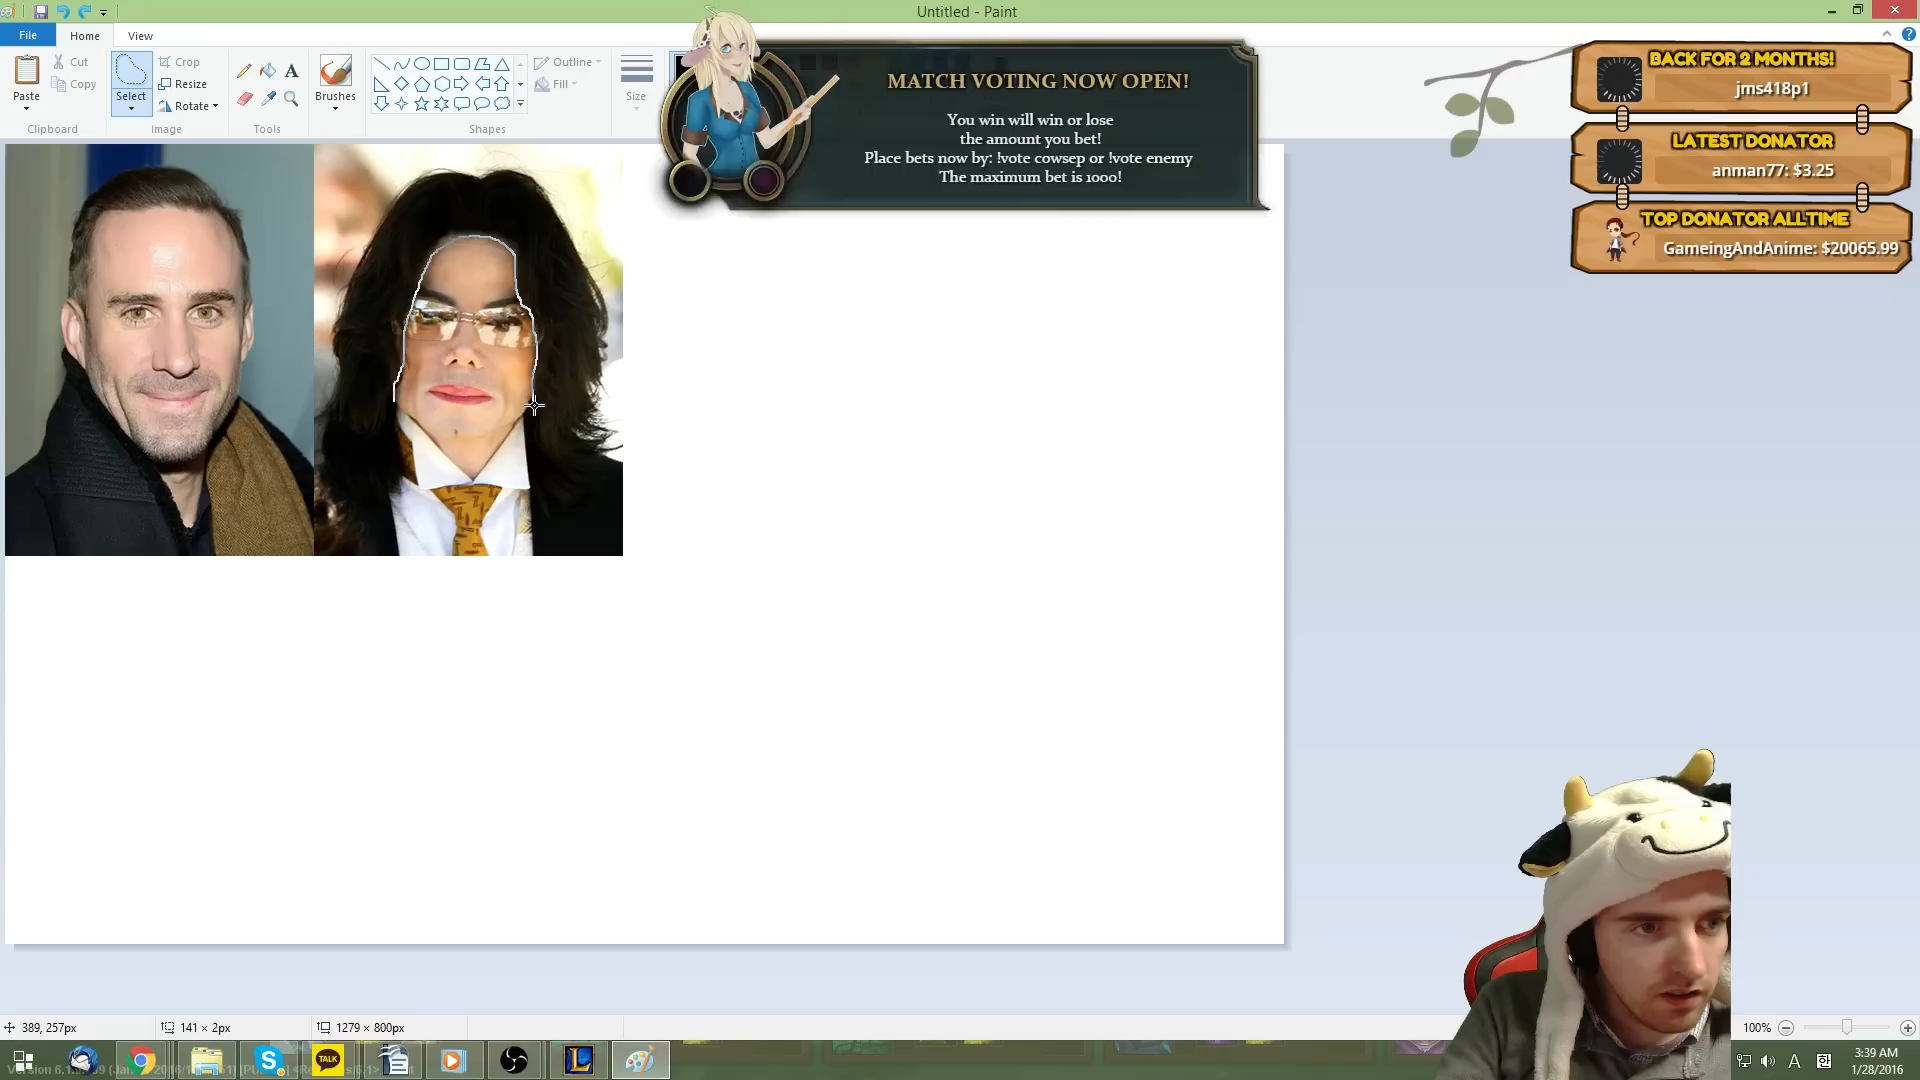 Untitled - Paint
File
Home
View
Paste
Cut
Copy
Clipboard
Select
Crop
Resize
Rotate
Image
Tools
Brushes
Shapes
Outline
Fill
Size
MATCH VOTING NOW OPEN!
You win will win or lose
the amount you bet!
Place bets now by: !vote cowsep or !vote enemy
The maximum bet is 1000!
BACK FOR 2 MONTHS!
jms418p1
LATEST DONATOR
anman77: $3.25
TOP DONATOR ALLTIME
GameingAndAnime: $20065.99
389, 257px
141 × 2px
1279 × 800px
100%
TALK
A
3:39 AM
1/28/2016